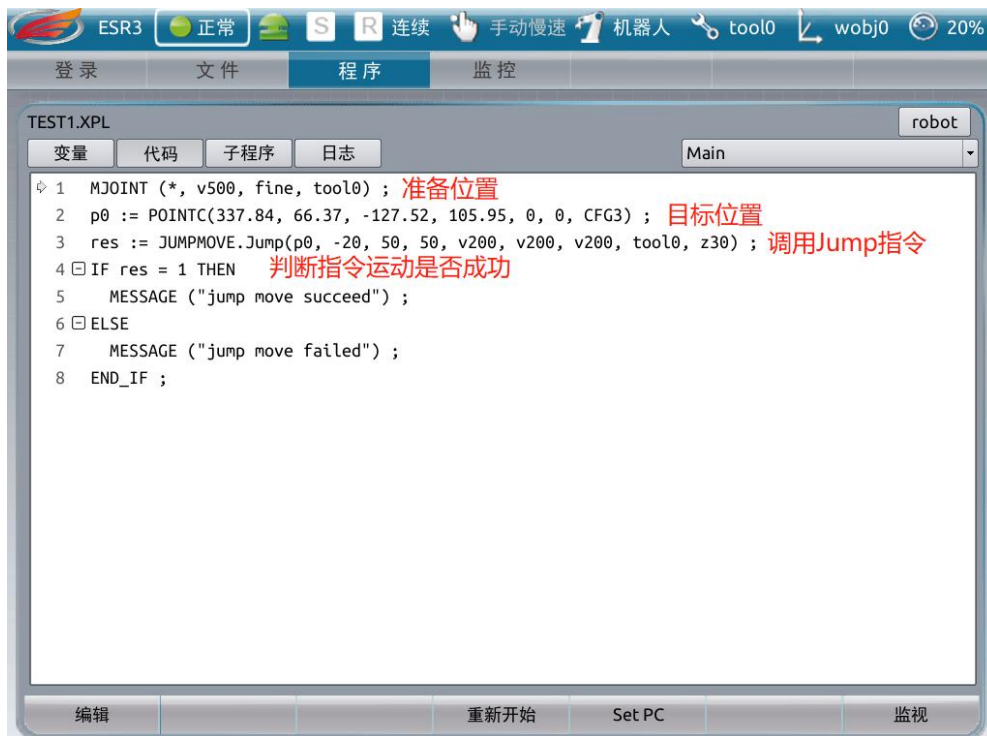 ESR3 正常 S R 连续 手动慢速 机器人 tool0 wobj0 20%
登录 文件 程序 监控
TEST1.XPL robot
变量 代码 子程序 日志 Main
1 MJOINT (*, v500, fine, tool0) ; 准备位置
2 p0 := POINTC(337.84, 66.37, -127.52, 105.95, 0, 0, CFG3) ; 目标位置
3 res := JUMPMOVE.Jump(p0, -20, 50, 50, v200, v200, v200, tool0, z30) ; 调用Jump指令
4 IF res = 1 THEN 判断指令运动是否成功
5 MESSAGE ("jump move succeed") ;
6 ELSE
7 MESSAGE ("jump move failed") ;
8 END_IF ;
编辑 重新开始 Set PC 监视